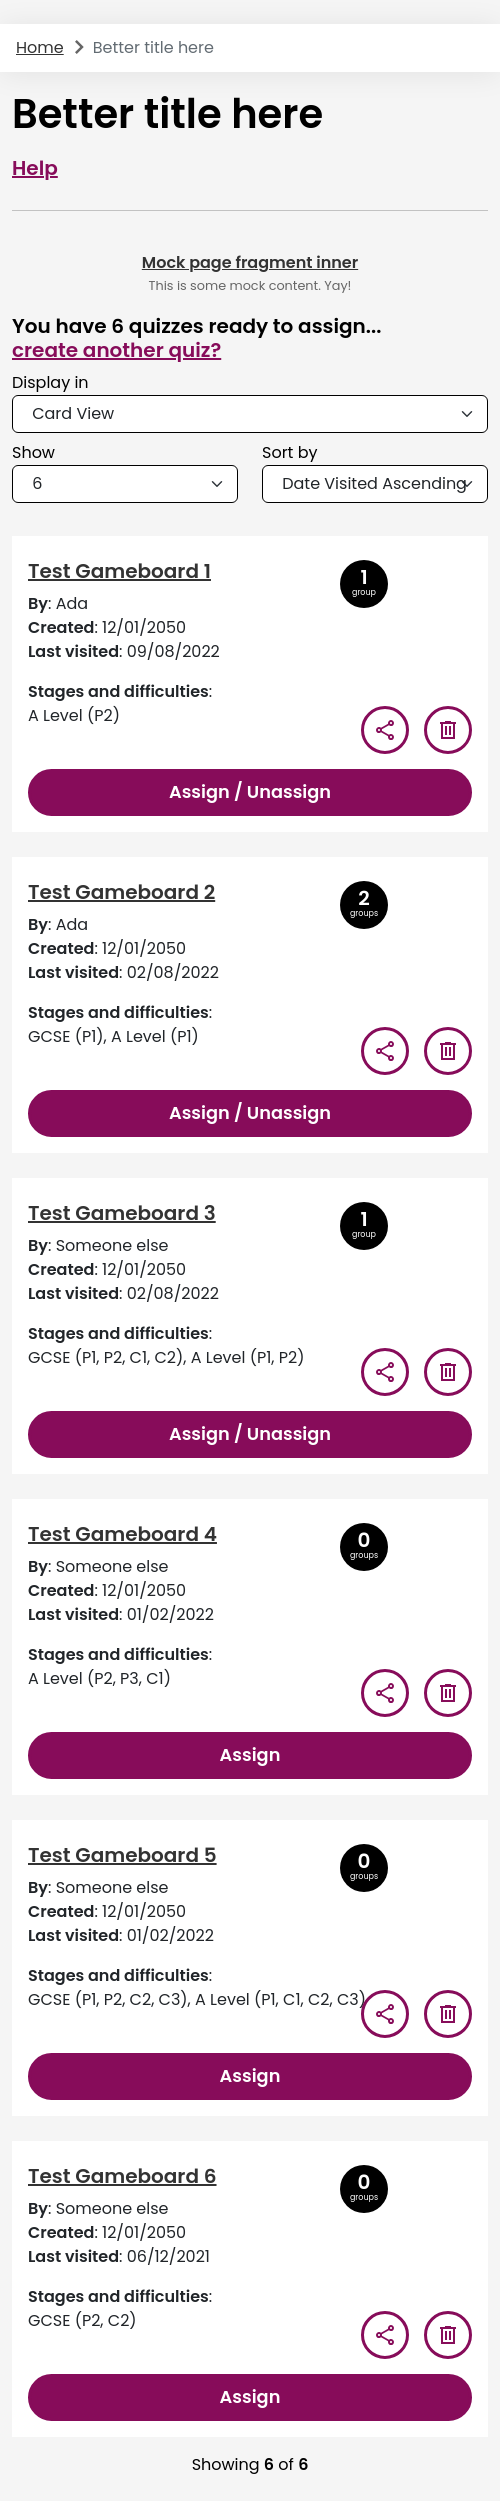 Home > Better title here
Better title here
Help
Mock page fragment inner
This is some mock content. Yay!
You have 6 quizzes ready to assign...
create another quiz?
Display in
Card View
Show
Sort by
6
Date Visited Ascending
Test Gameboard 1
1
group
By: Ada
Created: 12/01/2050
Last visited: 09/08/2022
Stages and difficulties:
A Level (P2)
Assign / Unassign
Test Gameboard 2
2
groups
By: Ada
Created: 12/01/2050
Last visited: 02/08/2022
Stages and difficulties:
GCSE (P1), A Level (P1)
Assign / Unassign
Test Gameboard 3
1
group
By: Someone else
Created: 12/01/2050
Last visited: 02/08/2022
Stages and difficulties:
GCSE (P1, P2, C1, C2), A Level (P1, P2)
Assign / Unassign
Test Gameboard 4
0
groups
By: Someone else
Created: 12/01/2050
Last visited: 01/02/2022
Stages and difficulties:
A Level (P2, P3, C1)
Assign
Test Gameboard 5
0
groups
By: Someone else
Created: 12/01/2050
Last visited: 01/02/2022
Stages and difficulties:
GCSE (P1, P2, C2, C3), A Level (P1, C1, C2, C3)
Assign
Test Gameboard 6
0
groups
By: Someone else
Created: 12/01/2050
Last visited: 06/12/2021
Stages and difficulties:
GCSE (P2, C2)
Assign
Showing 6 of 6